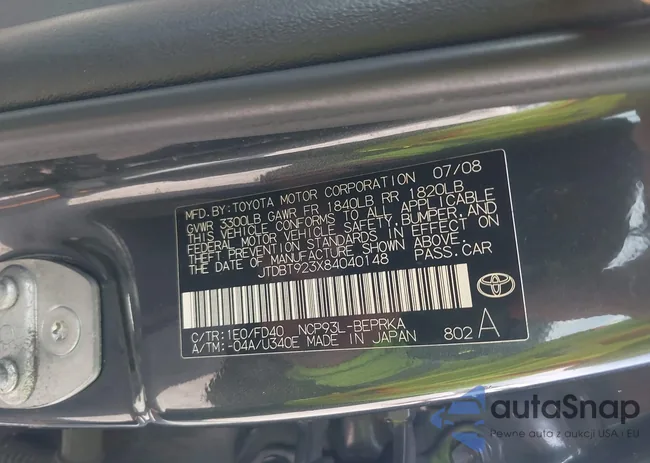 MFD. BY: TOYOTA MOTOR CORPORATION 07/08
GVWR 3300LB GAWR FR 1840LB RR 1820LB
THIS VEHICLE CONFORMS TO ALL APPLICABLE
FEDERAL MOTOR VEHICLE SAFETY, BUMPER, AND
THEFT PREVENTION STANDARDS IN EFFECT ON
THE DATE OF MANUFACTURE SHOWN ABOVE.
JTDBT923X84040148 PASS.CAR
C/TR: 1E0/FD40 NCP93L-BEPRKA
A/TM: -04A/U340E MADE IN JAPAN 802 A
autaSnap
Pewne auta z aukcji USA i EU